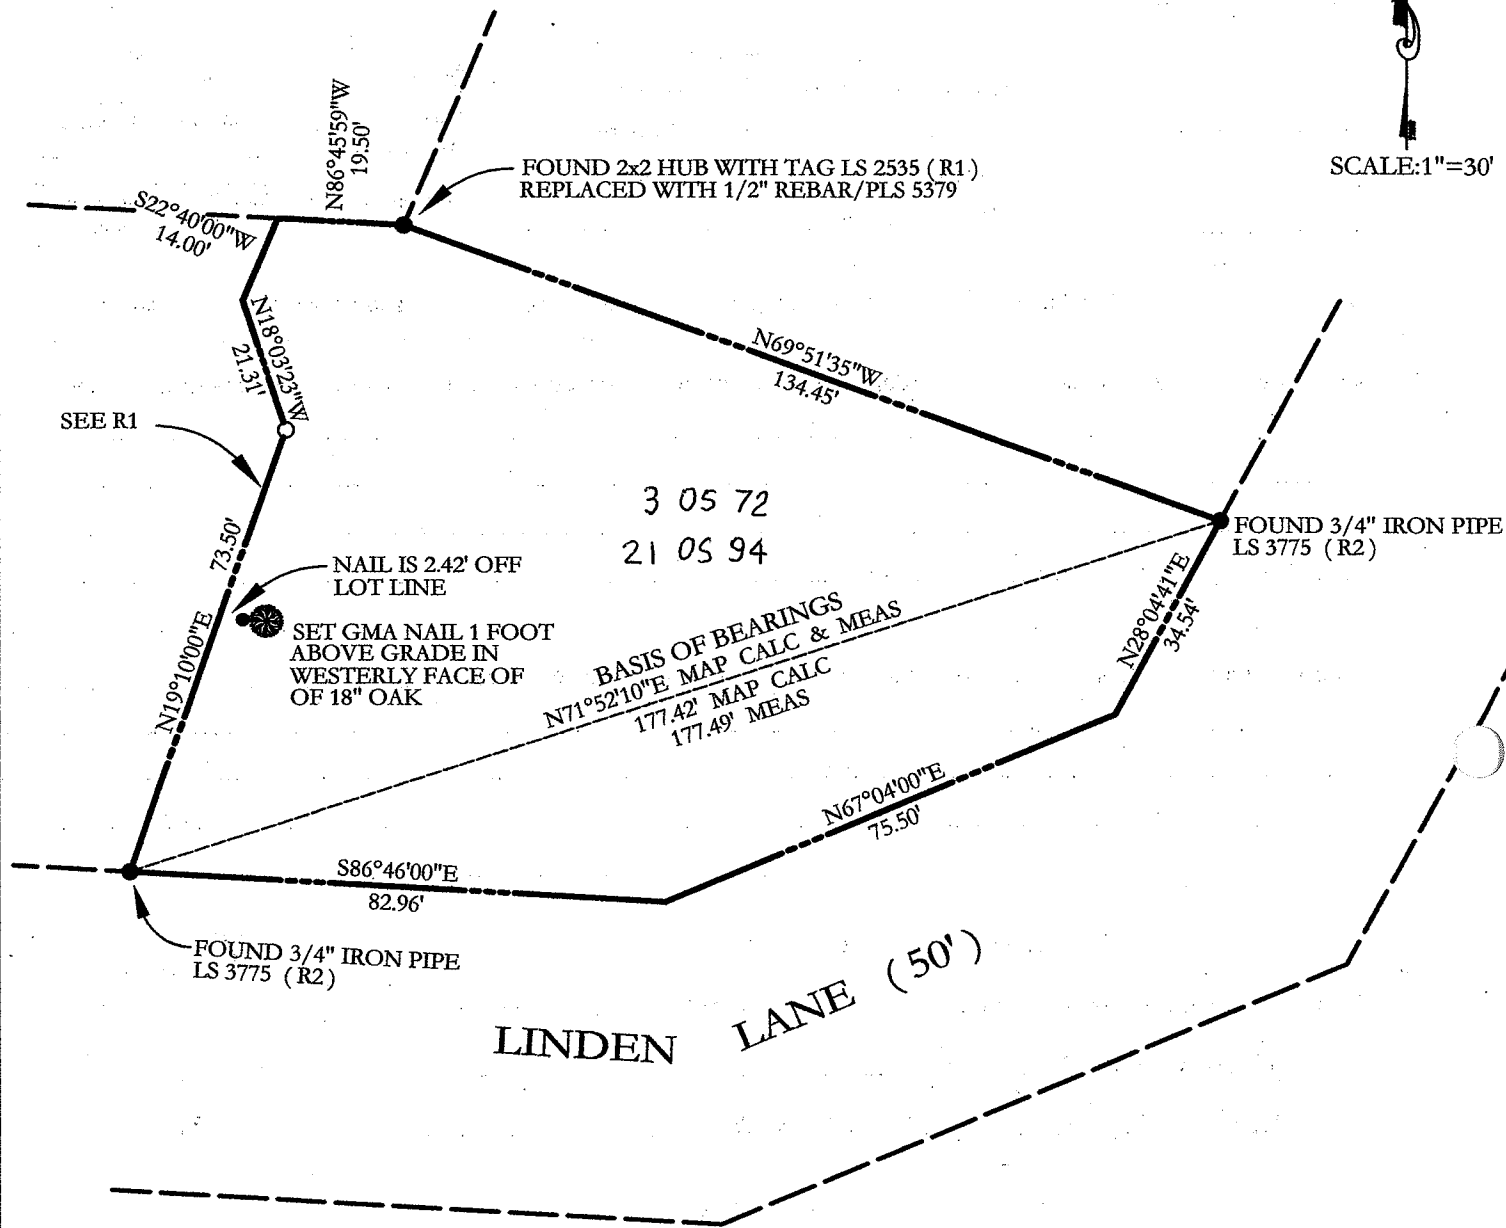 N86°45'59"W
19.50'
FOUND 2x2 HUB WITH TAG LS 2535 (R1)
REPLACED WITH 1/2" REBAR/PLS 5379
SCALE:1"=30'
S22°40'00"W
14.00'
N18°03'23"W
21.31'
N69°51'35"W
134.45'
SEE R1
3 OS 72
21 OS 94
FOUND 3/4" IRON PIPE
LS 3775 (R2)
73.50'
N19°10'00"E
NAIL IS 2.42' OFF
LOT LINE
SET GMA NAIL 1 FOOT
ABOVE GRADE IN
WESTERLY FACE OF
OF 18" OAK
BASIS OF BEARINGS
N71°52'10"E MAP CALC & MEAS
177.42' MAP CALC
177.49' MEAS
N28°04'41"E
34.54'
N67°04'00"E
75.50'
S86°46'00"E
82.96'
FOUND 3/4" IRON PIPE
LS 3775 (R2)
LINDEN LANE (50')